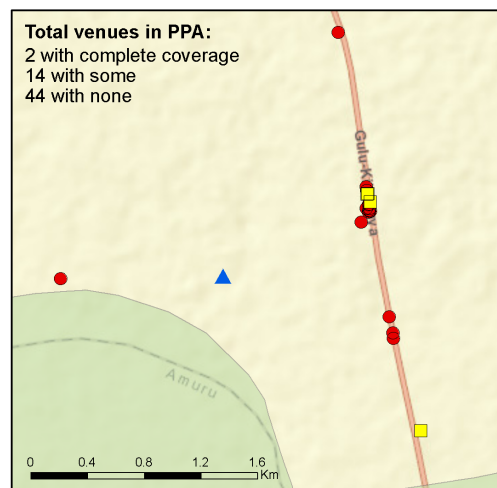 Total venues in PPA:
2 with complete coverage
14 with some
44 with none
Gulu-K
a
Amuru
0 0.4 0.8 1.2 1.6
Km